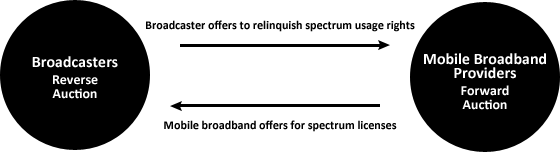 Broadcaster offers to relinquish spectrum usage rights
Broadcasters
Reverse
Auction
Mobile Broadband
Providers
Forward
Auction
Mobile broadband offers for spectrum licenses